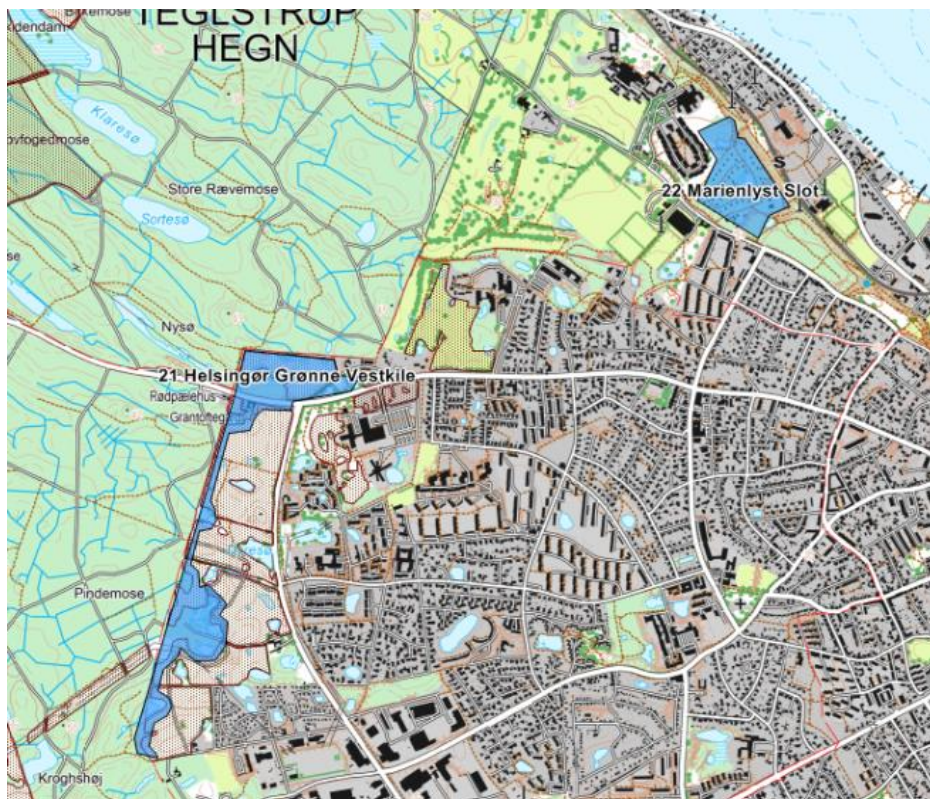 TEGLSTRUP
HEGN
Klaresø
Store Rævemose
Sortesø
22 Marienlyst Slot
S
Nysø
21 Helsingør Grønne Vestkile
Rødpælehus
Pindemose
Kroghshøj